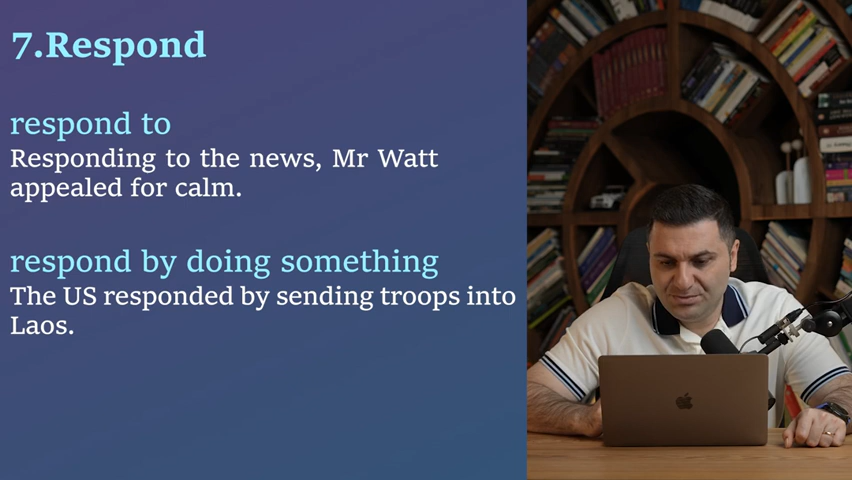 7.Respond
respond to
Responding to the news, Mr Watt
appealed for calm.
respond by doing something
The US responded by sending troops into
Laos.